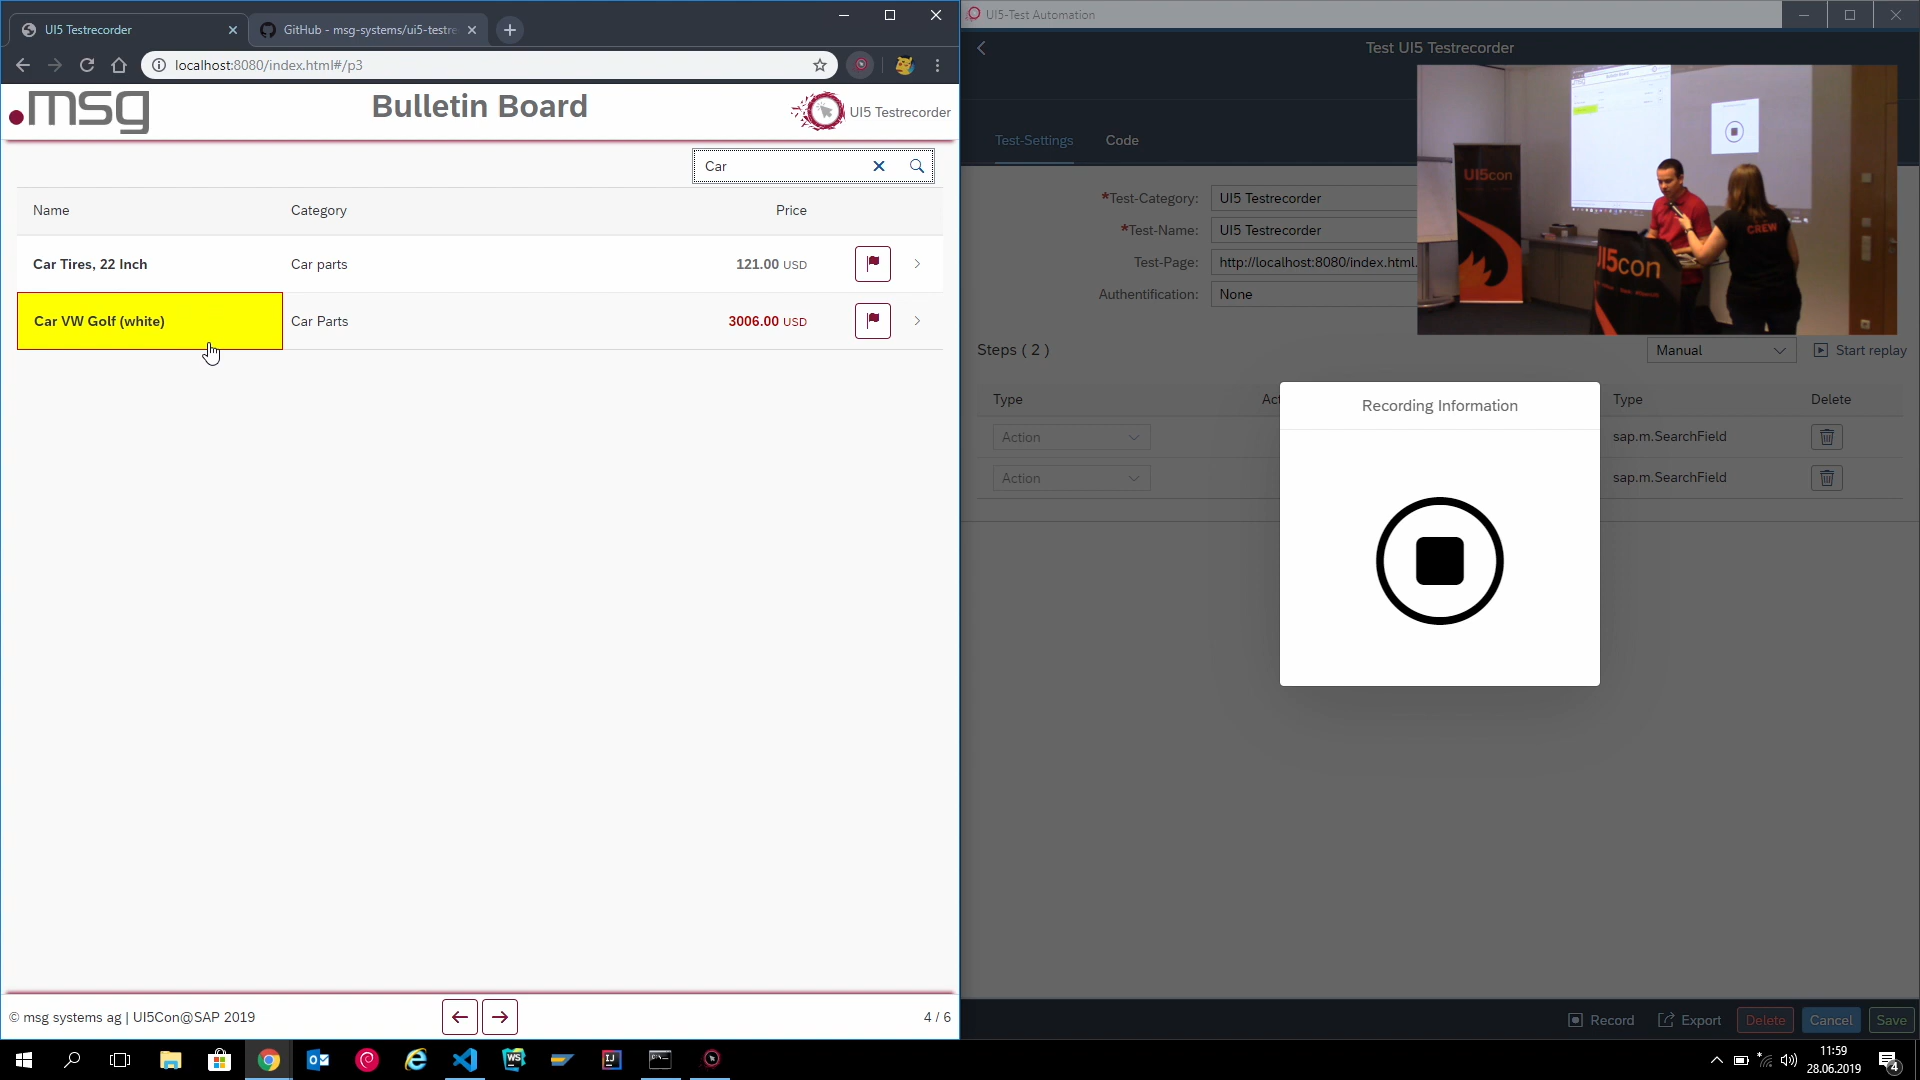 UI5 Testrecorder
GitHub - msg-systems/ui5-testre
localhost:8080/index.html#/p3
.msg
Bulletin Board
UI5 Testrecorder
Car
Name
Category
Price
Car Tires, 22 Inch
Car parts
121.00 USD
Car VW Golf (white)
Car Parts
3006.00 USD
© msg systems ag | UI5Con@SAP 2019
4 / 6
UI5-Test Automation
Test UI5 Testrecorder
Test-Settings
Code
*Test-Category:
UI5 Testrecorder
*Test-Name:
UI5 Testrecorder
Test-Page:
http://localhost:8080/index.html.
Authentification:
None
UI5con
UI5con
CREW
Steps ( 2 )
Manual
Start replay
Type
Act
Type
Delete
Action
sap.m.SearchField
Action
sap.m.SearchField
Recording Information
Record
Export
Delete
Cancel
Save
11:59
28.06.2019
4